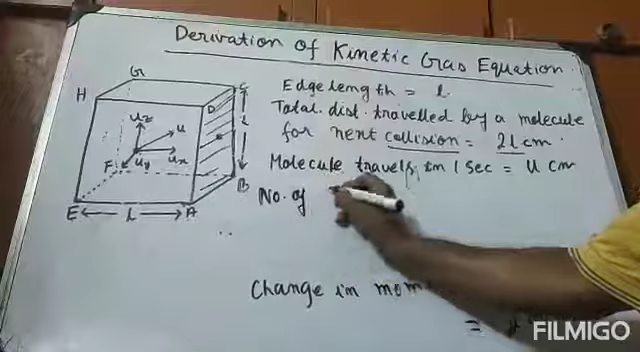 Derivation of Kinetic Gas Equation
Edge length = l
Total dist. travelled by a molecule
for next collision = 2l cm.
Molecule travels in 1 sec = u cm
No. of
Change in mom
=
G
H
C
D
uz
u
F
uy
ux
l
B
E
l
A
FILMIGO